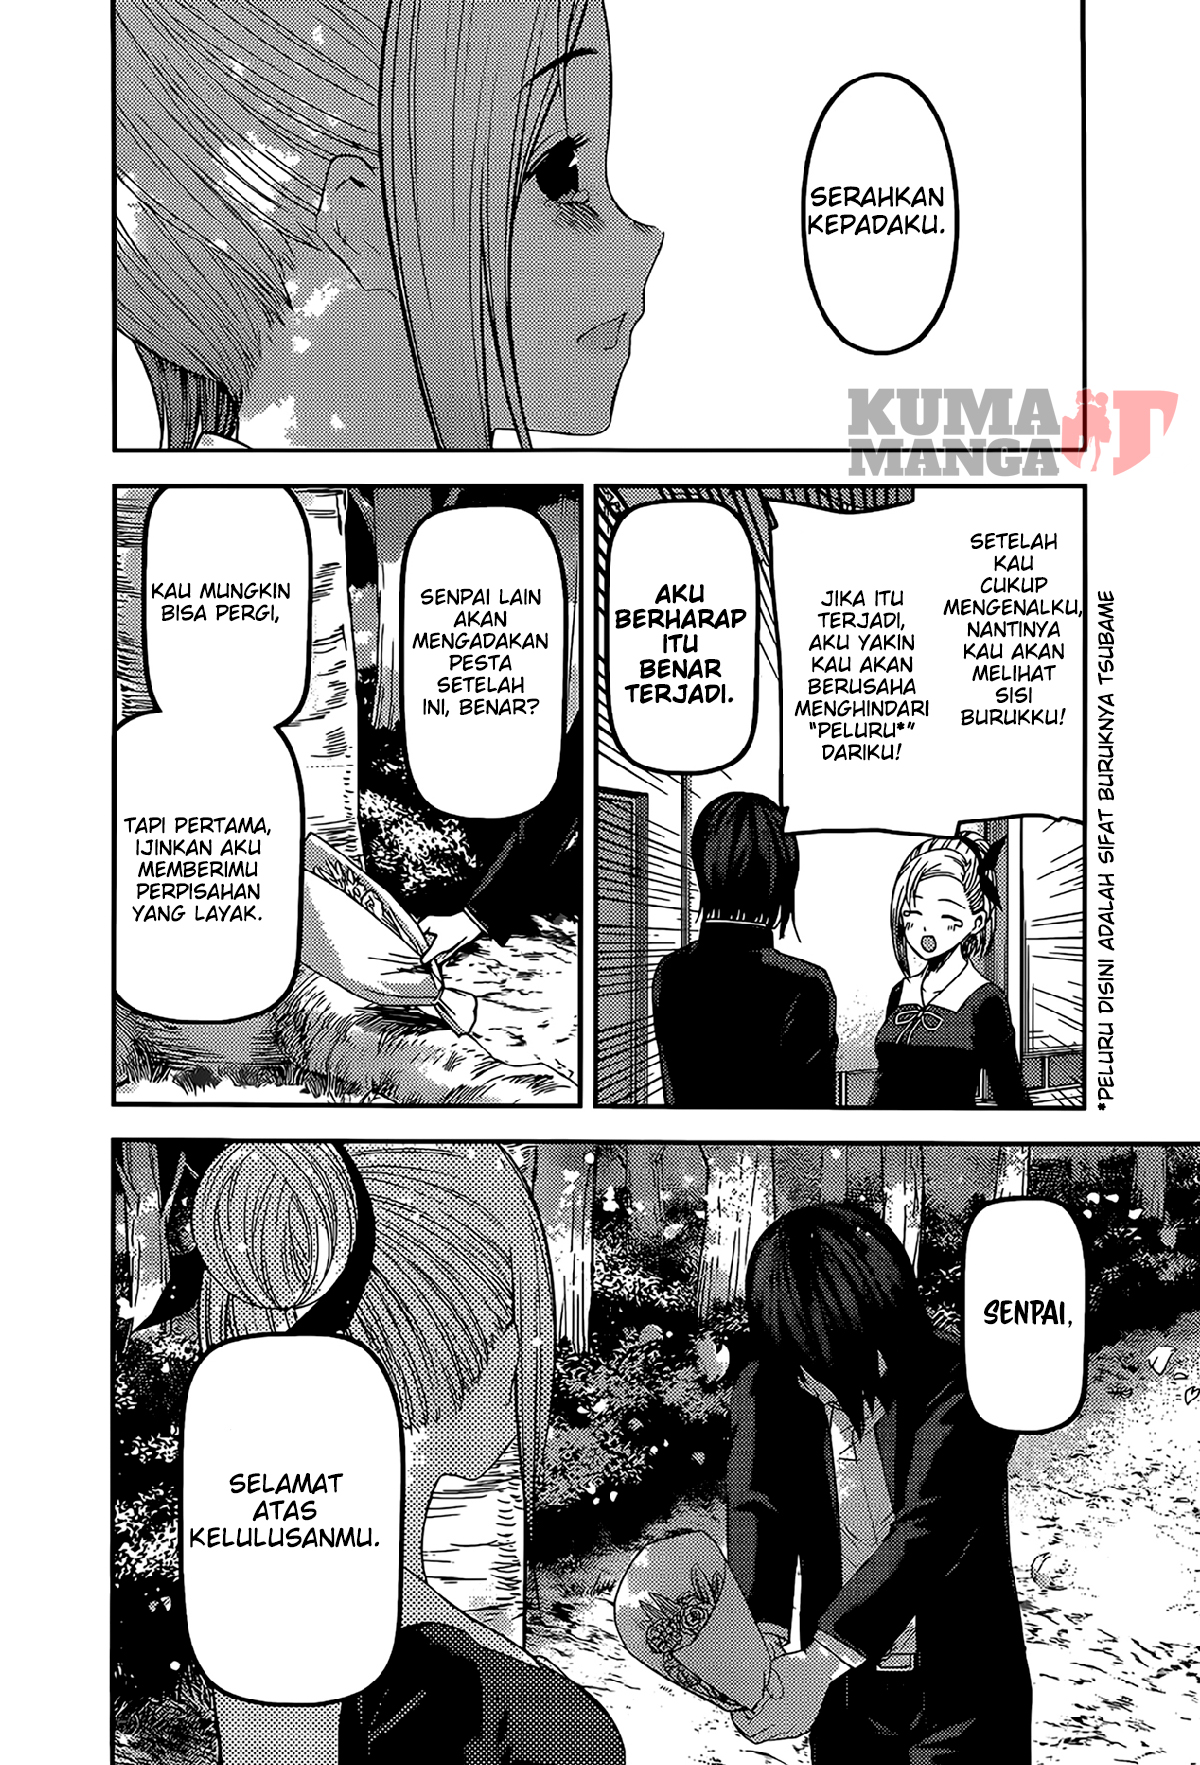 SERAHKAN
KEPADAKU.
KUMA
MANGA
ID
SETELAH
KAU
CUKUP
MENGENALKU,
NANTINYA
KAU AKAN
MELIHAT
SISI
BURUKKU!
JIKA ITU
TERJADI,
AKU YAKIN
KAU AKAN
BERUSAHA
MENGHINDARI
"PELURU*"
DARIKU!
AKU
BERHARAP
ITU
BENAR
TERJADI.
*PELURU DISINI ADALAH SIFAT BURUKNYA TSUBAME
SENPAI LAIN
AKAN
MENGADAKAN
PESTA
SETELAH
INI, BENAR?
KAU MUNGKIN
BISA PERGI,
TAPI PERTAMA,
IJINKAN AKU
MEMBERIMU
PERPISAHAN
YANG LAYAK.
SENPAI,
SELAMAT
ATAS
KELULUSANMU.